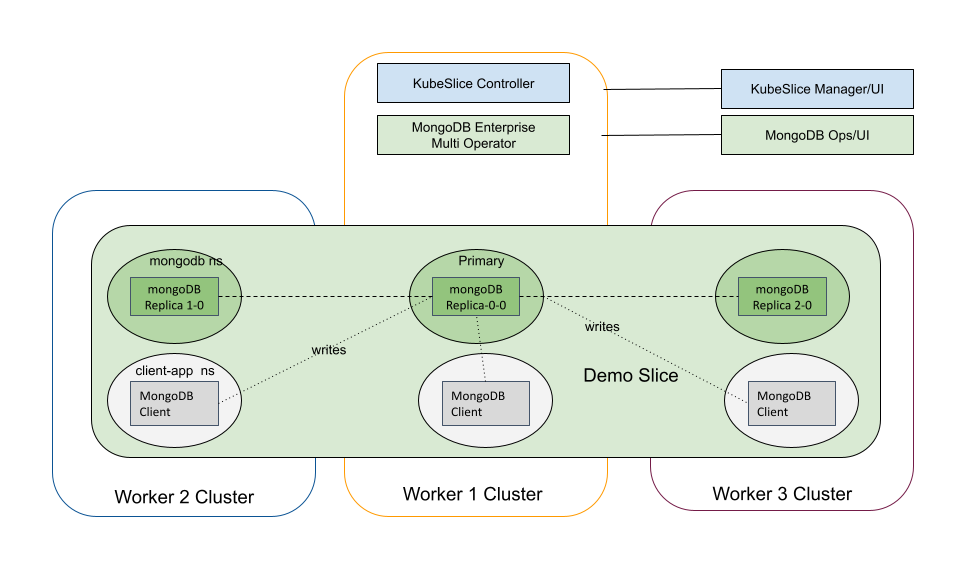 KubeSlice Controller
KubeSlice Manager/UI
MongoDB Enterprise
Multi Operator
MongoDB Ops/UI
mongodb ns
mongoDB
Replica 1-0
Primary
mongoDB
Replica-0-0
mongoDB
Replica 2-0
writes
writes
client-app ns
MongoDB
Client
MongoDB
Client
Demo Slice
MongoDB
Client
Worker 2 Cluster
Worker 1 Cluster
Worker 3 Cluster